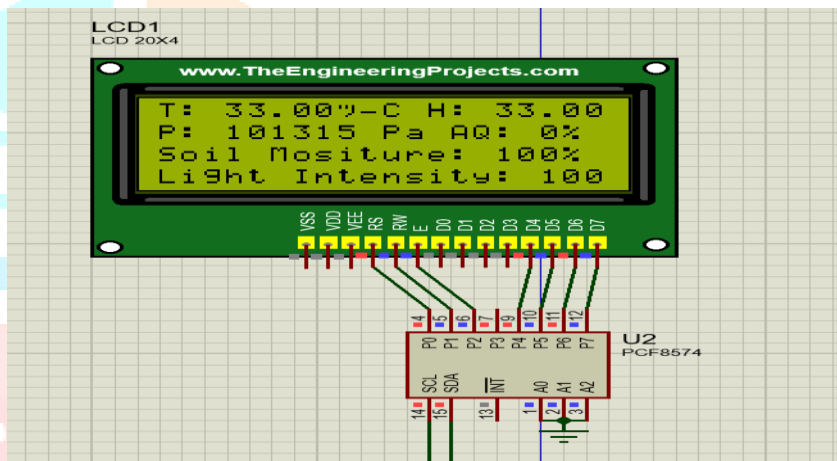 LCD1
LCD 20X4
www.TheEngineeringProjects.com
T: 33.00ツ-C H: 33.00
P: 101315 Pa AQ: 0%
Soil Mositure: 100%
Light Intensity: 100
VSS VDD VEE RS RW E D0 D1 D2 D3 D4 D5 D6 D7
4 5 6 7 9 10 11 12
P0 P1 P2 P3 P4 P5 P6 P7
U2
PCF8574
SCL SDA INT A0 A1 A2
14 15 13 1 2 3